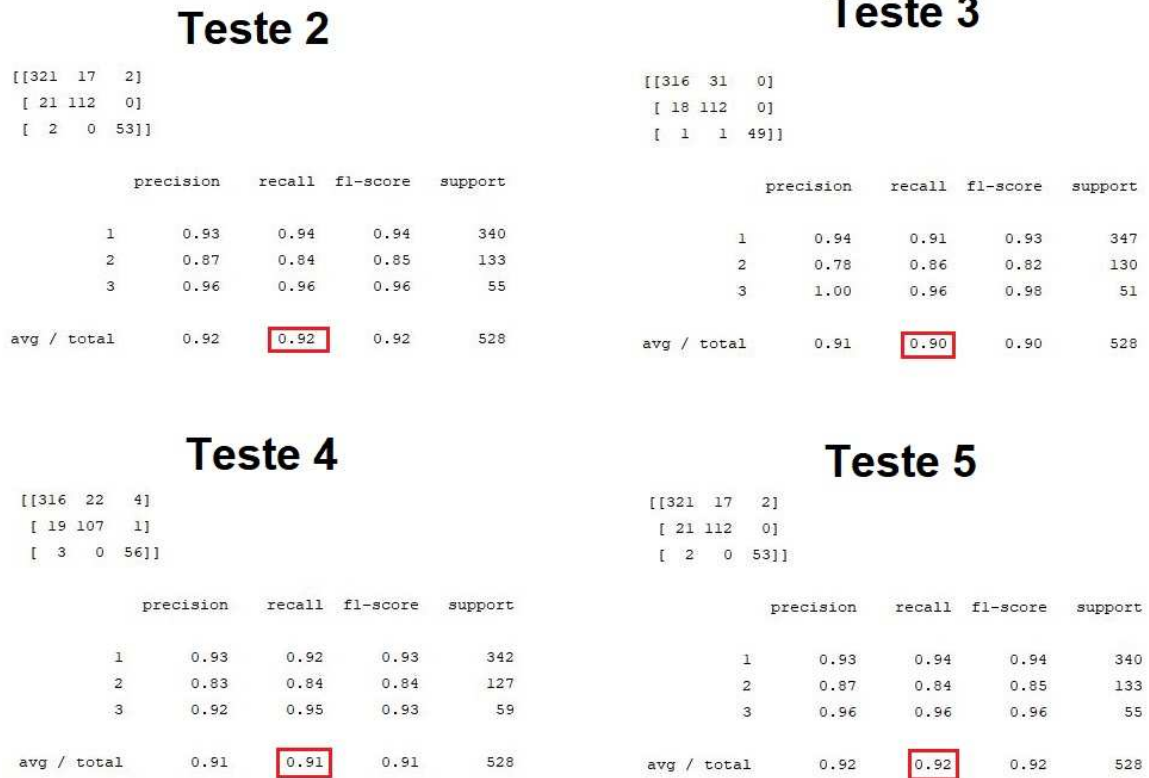 Teste 2
[[321 17 2]
[ 21 112 0]
[ 2 0 53]]
precision recall f1-score support
1 0.93 0.94 0.94 340
2 0.87 0.84 0.85 133
3 0.96 0.96 0.96 55
avg / total 0.92 0.92 0.92 528
Teste 3
[[316 31 0]
[ 18 112 0]
[ 1 1 49]]
precision recall f1-score support
1 0.94 0.91 0.93 347
2 0.78 0.86 0.82 130
3 1.00 0.96 0.98 51
avg / total 0.91 0.90 0.90 528
Teste 4
[[316 22 4]
[ 19 107 1]
[ 3 0 56]]
precision recall f1-score support
1 0.93 0.92 0.93 342
2 0.83 0.84 0.84 127
3 0.92 0.95 0.93 59
avg / total 0.91 0.91 0.91 528
Teste 5
[[321 17 2]
[ 21 112 0]
[ 2 0 53]]
precision recall f1-score support
1 0.93 0.94 0.94 340
2 0.87 0.84 0.85 133
3 0.96 0.96 0.96 55
avg / total 0.92 0.92 0.92 528